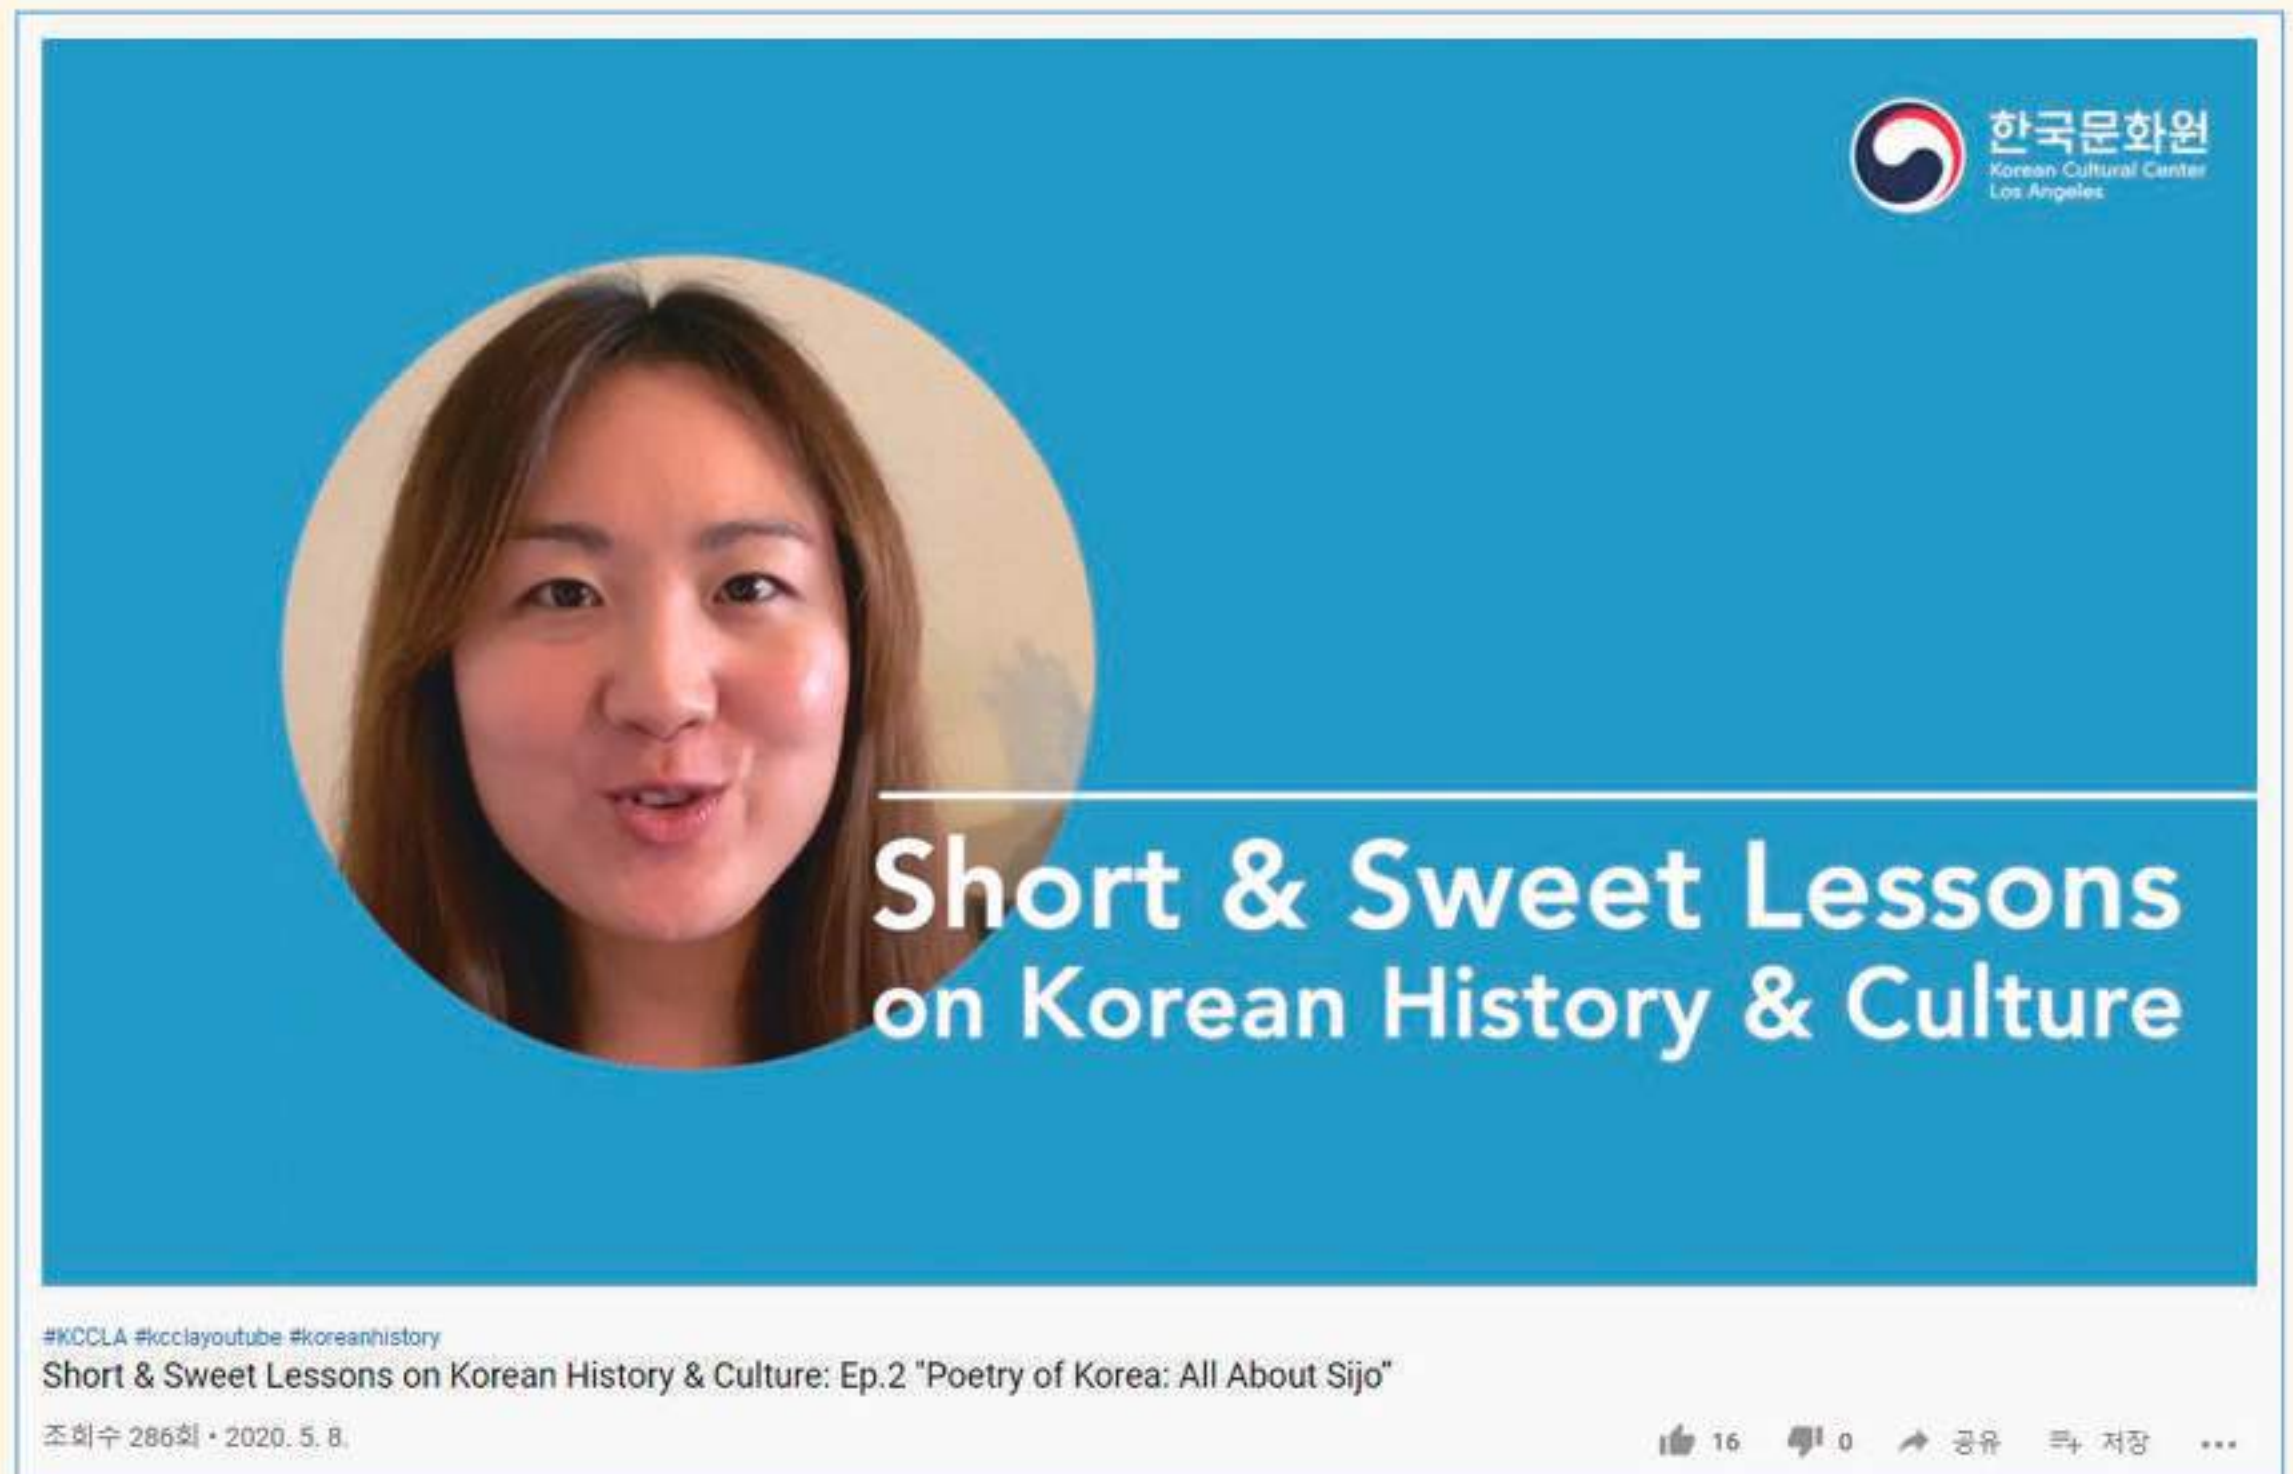 한국문화원
Korean Cultural Center
Los Angeles
Short & Sweet Lessons
on Korean History & Culture
#KCCLA #kcclayoutube #koreanhistory
Short & Sweet Lessons on Korean History & Culture: Ep.2 "Poetry of Korea: All About Sijo"
조회수 286회 • 2020. 5. 8.
16 0 공유 저장